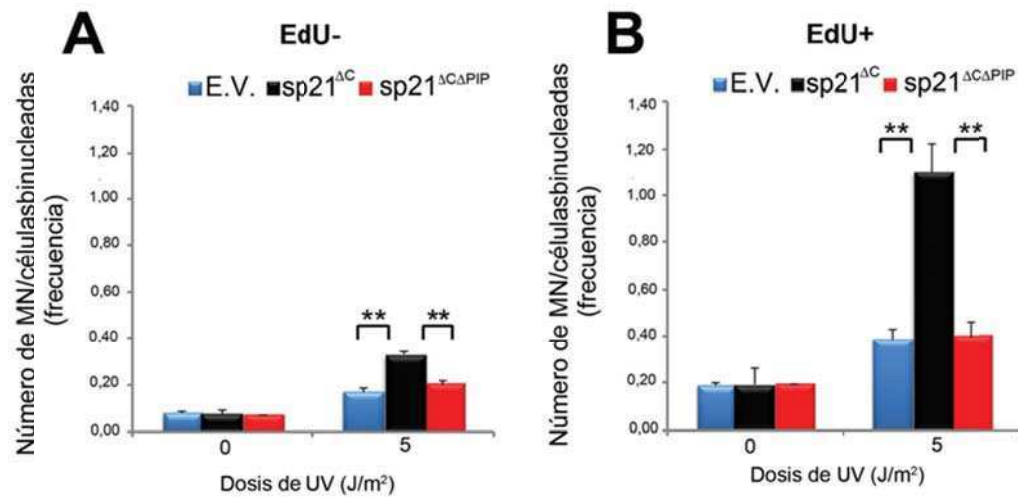 A
EdU-
E.V. sp21ΔC sp21ΔCΔPIP
Número de MN/célulasbinucleadas
(frecuencia)
1,40
1,20
1,00
0,80
0,60
0,40
0,20
0,00
** **
0 5
Dosis de UV (J/m²)
B
EdU+
E.V. sp21ΔC sp21ΔCΔPIP
Número de MN/célulasbinucleadas
(frecuencia)
1,40
1,20
1,00
0,80
0,60
0,40
0,20
0,00
** **
0 5
Dosis de UV (J/m²)